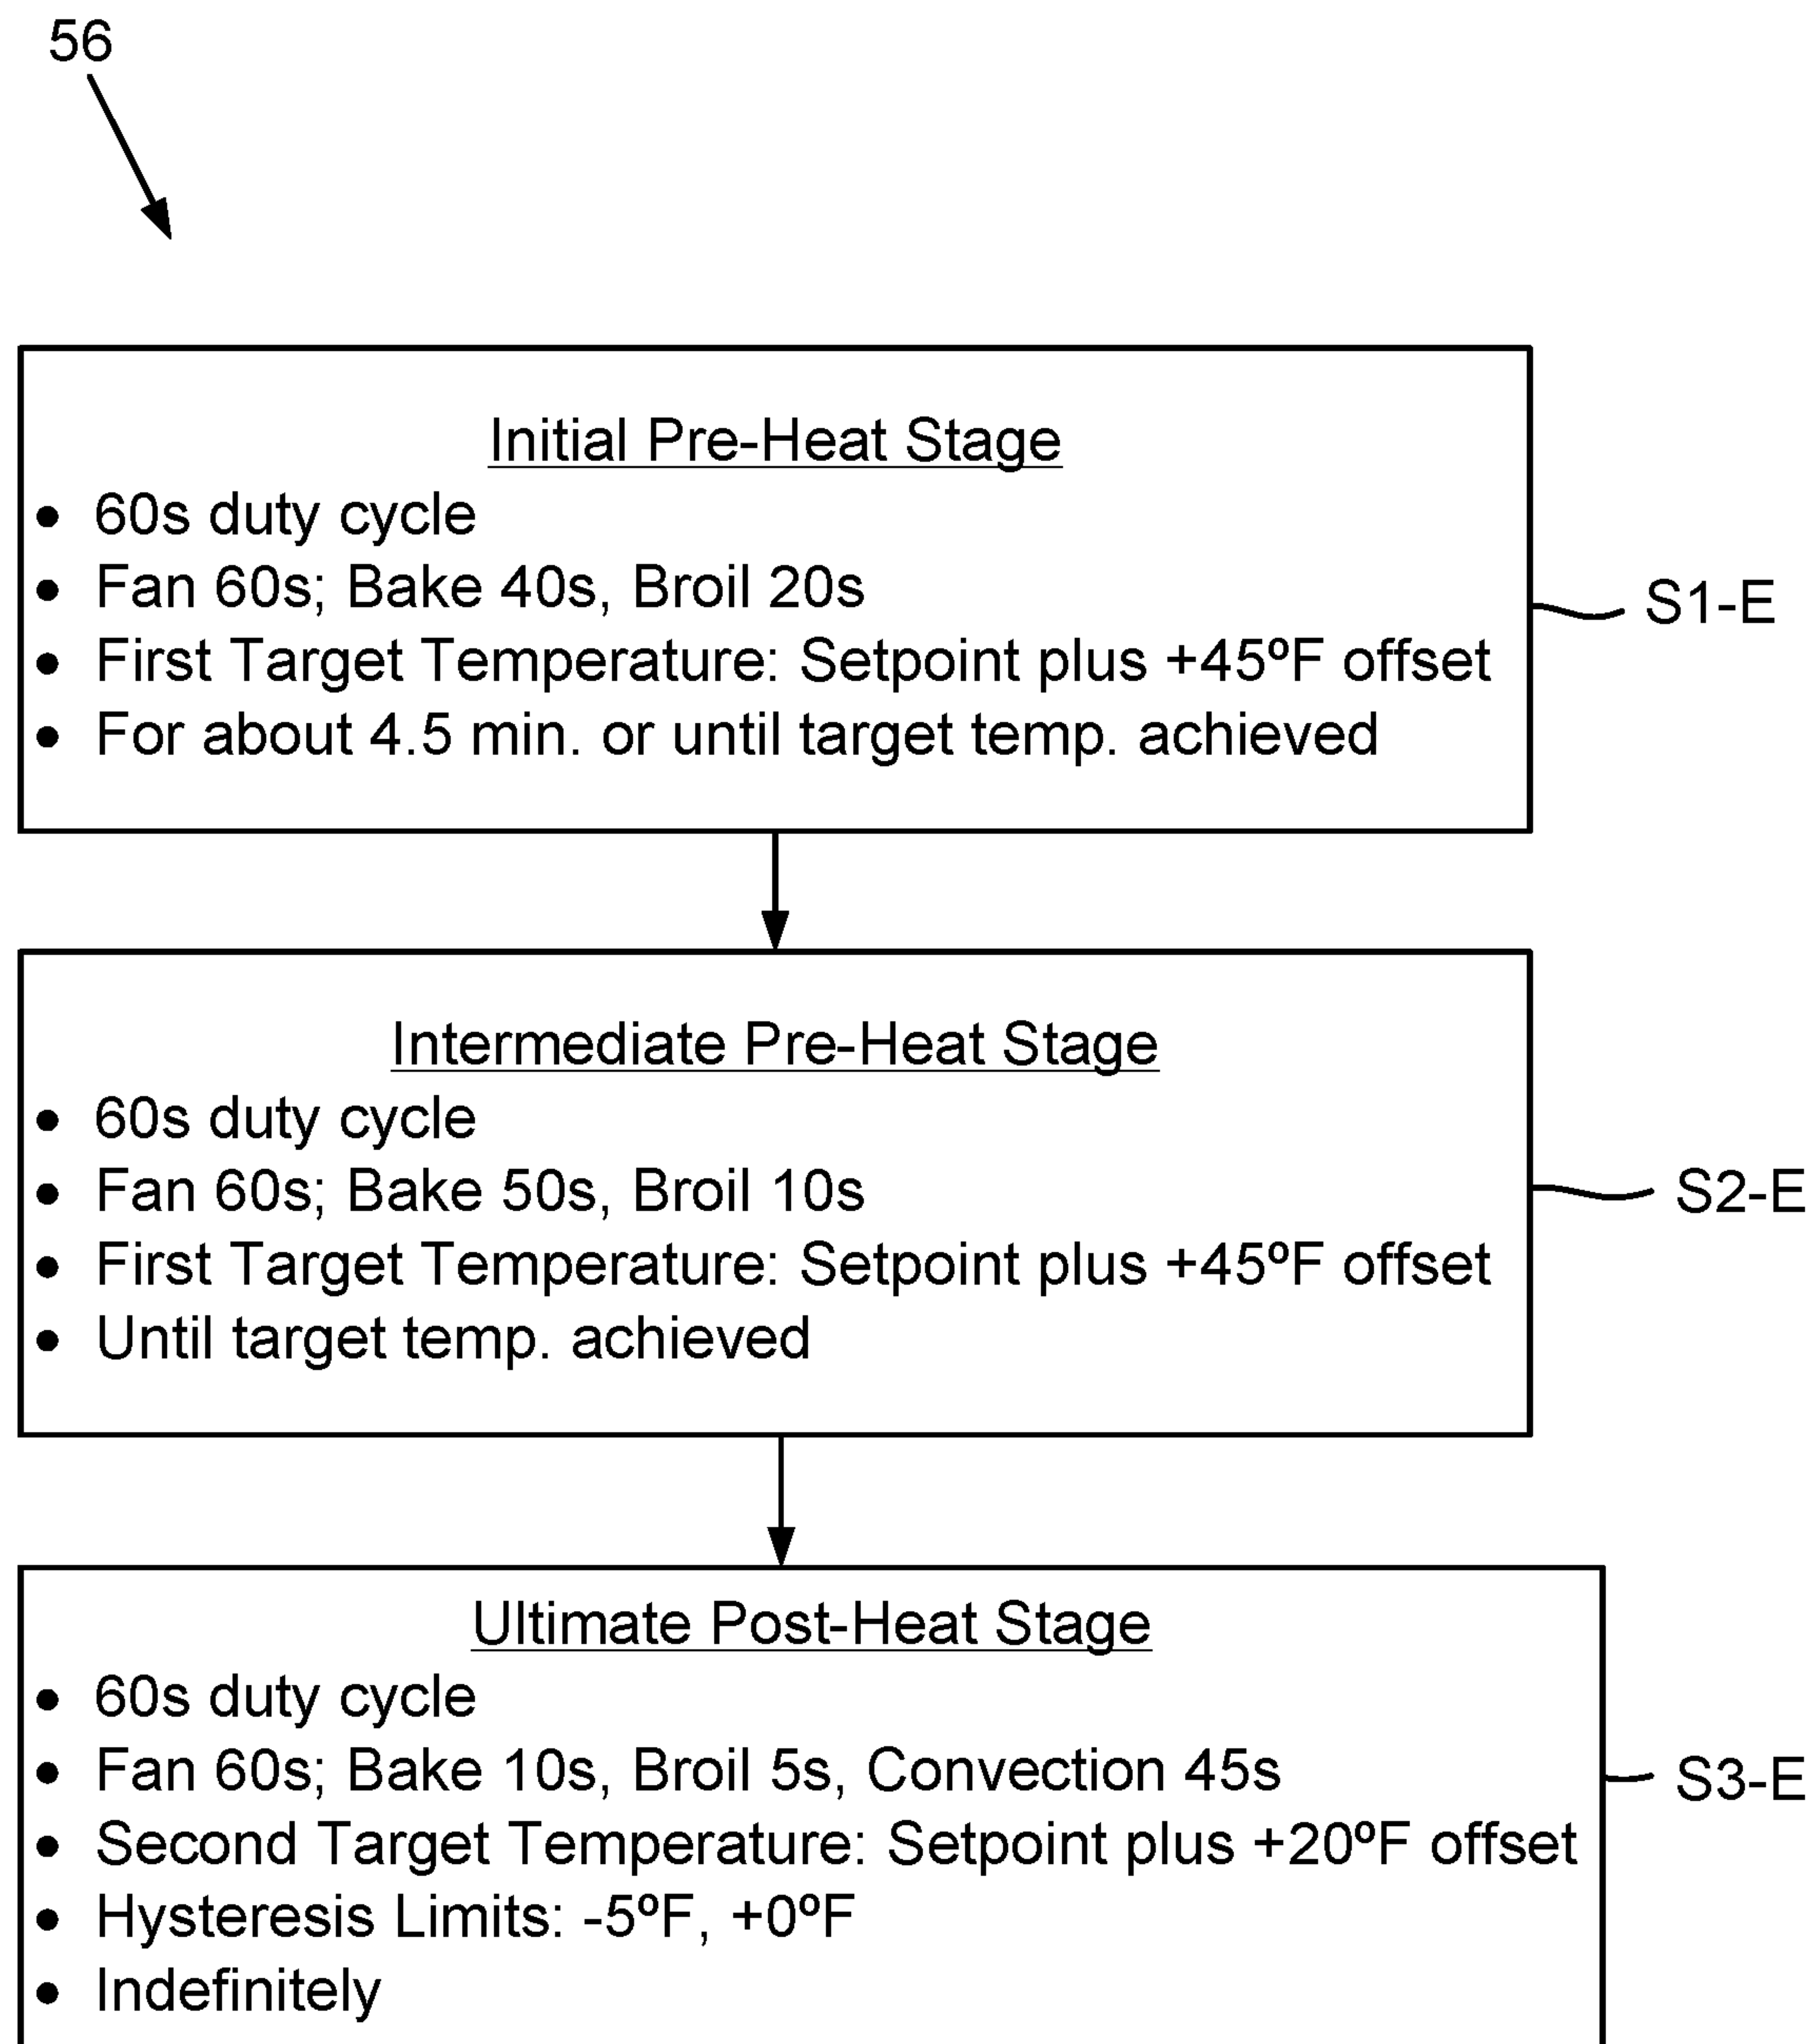 56
Initial Pre-Heat Stage
● 60s duty cycle
● Fan 60s; Bake 40s, Broil 20s
● First Target Temperature: Setpoint plus +45ºF offset
● For about 4.5 min. or until target temp. achieved
S1-E
Intermediate Pre-Heat Stage
● 60s duty cycle
● Fan 60s; Bake 50s, Broil 10s
● First Target Temperature: Setpoint plus +45ºF offset
● Until target temp. achieved
S2-E
Ultimate Post-Heat Stage
● 60s duty cycle
● Fan 60s; Bake 10s, Broil 5s, Convection 45s
● Second Target Temperature: Setpoint plus +20ºF offset
● Hysteresis Limits: -5ºF, +0ºF
● Indefinitely
S3-E